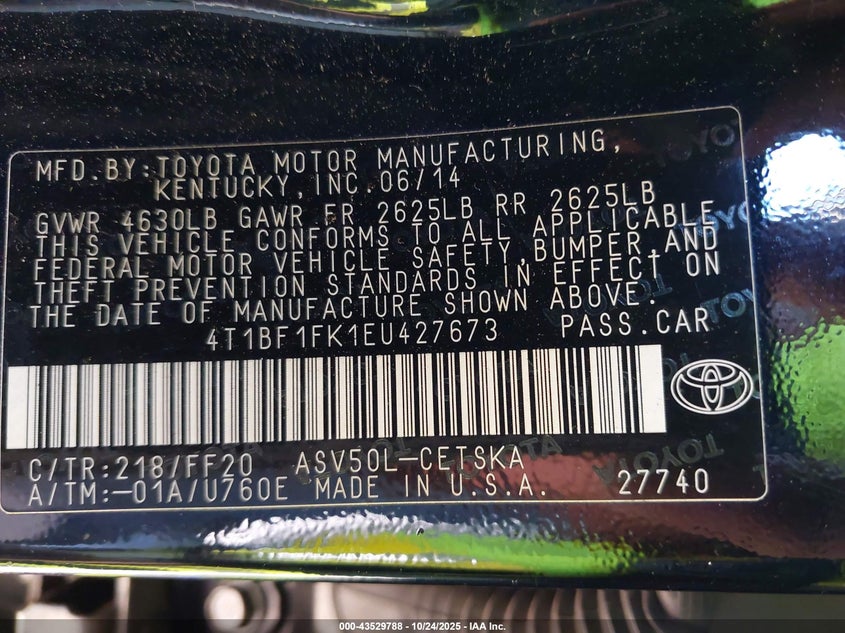 MFD.BY:TOYOTA MOTOR MANUFACTURING,
KENTUCKY,INC.06/14
GVWR 4630LB GAWR FR 2625LB RR 2625LB
THIS VEHICLE CONFORMS TO ALL APPLICABLE
FEDERAL MOTOR VEHICLE SAFETY,BUMPER,AND
THEFT PREVENTION STANDARDS IN EFFECT ON
THE DATE OF MANUFACTURE SHOWN ABOVE.
4T1BF1FK1EU427673 PASS.CAR
C/TR:218/FF20 ASV50L-CETSKA
A/TM:-01A/U760E MADE IN U.S.A. 27740
TOYOTA
000-43529788 - 10/24/2025 - IAA Inc.